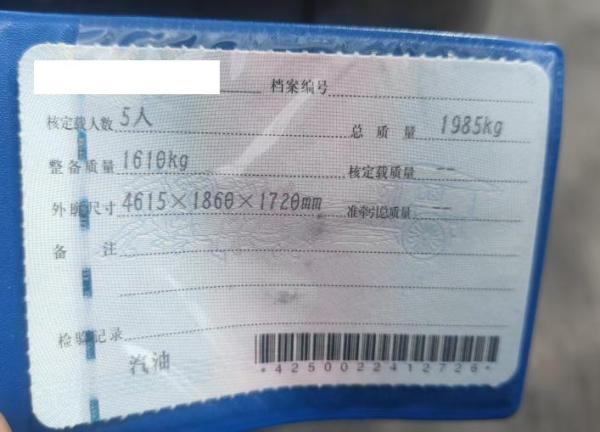 档案编号
核定载人数 5人 总质量 1985kg
整备质量 1610kg 核定载质量 --
外廓尺寸 4615×1860×1720mm 准牵引总质量 --
备注
检验记录
汽油
*4250022412726*